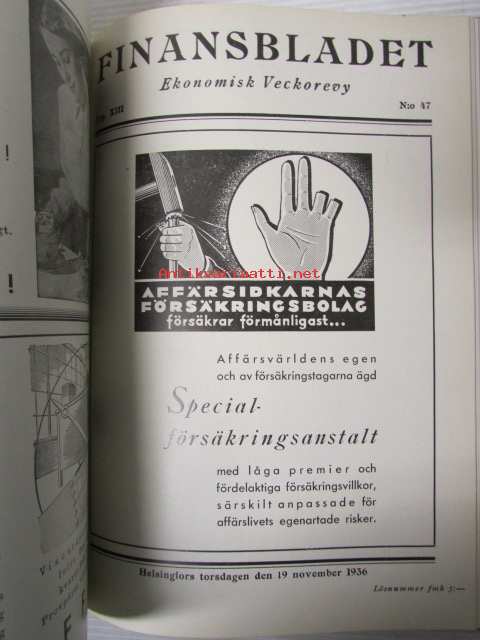 FINANSBLADET
Ekonomisk Veckorevy
XIII N:o 47
AFFÄRSIDKARNAS
FÖRSÄKRINGSBOLAG
försäkrar förmånligast...
Antikvariaatti.net
Affärsvärldens egen
och av försäkringstagarna ägd
Special-
försäkringsanstalt
med låga premier och
fördelaktiga försäkringsvillkor,
särskilt anpassade för
affärslivets egenartade risker.
Helsingfors torsdagen den 19 november 1936
Lösnummer fmk 5:—